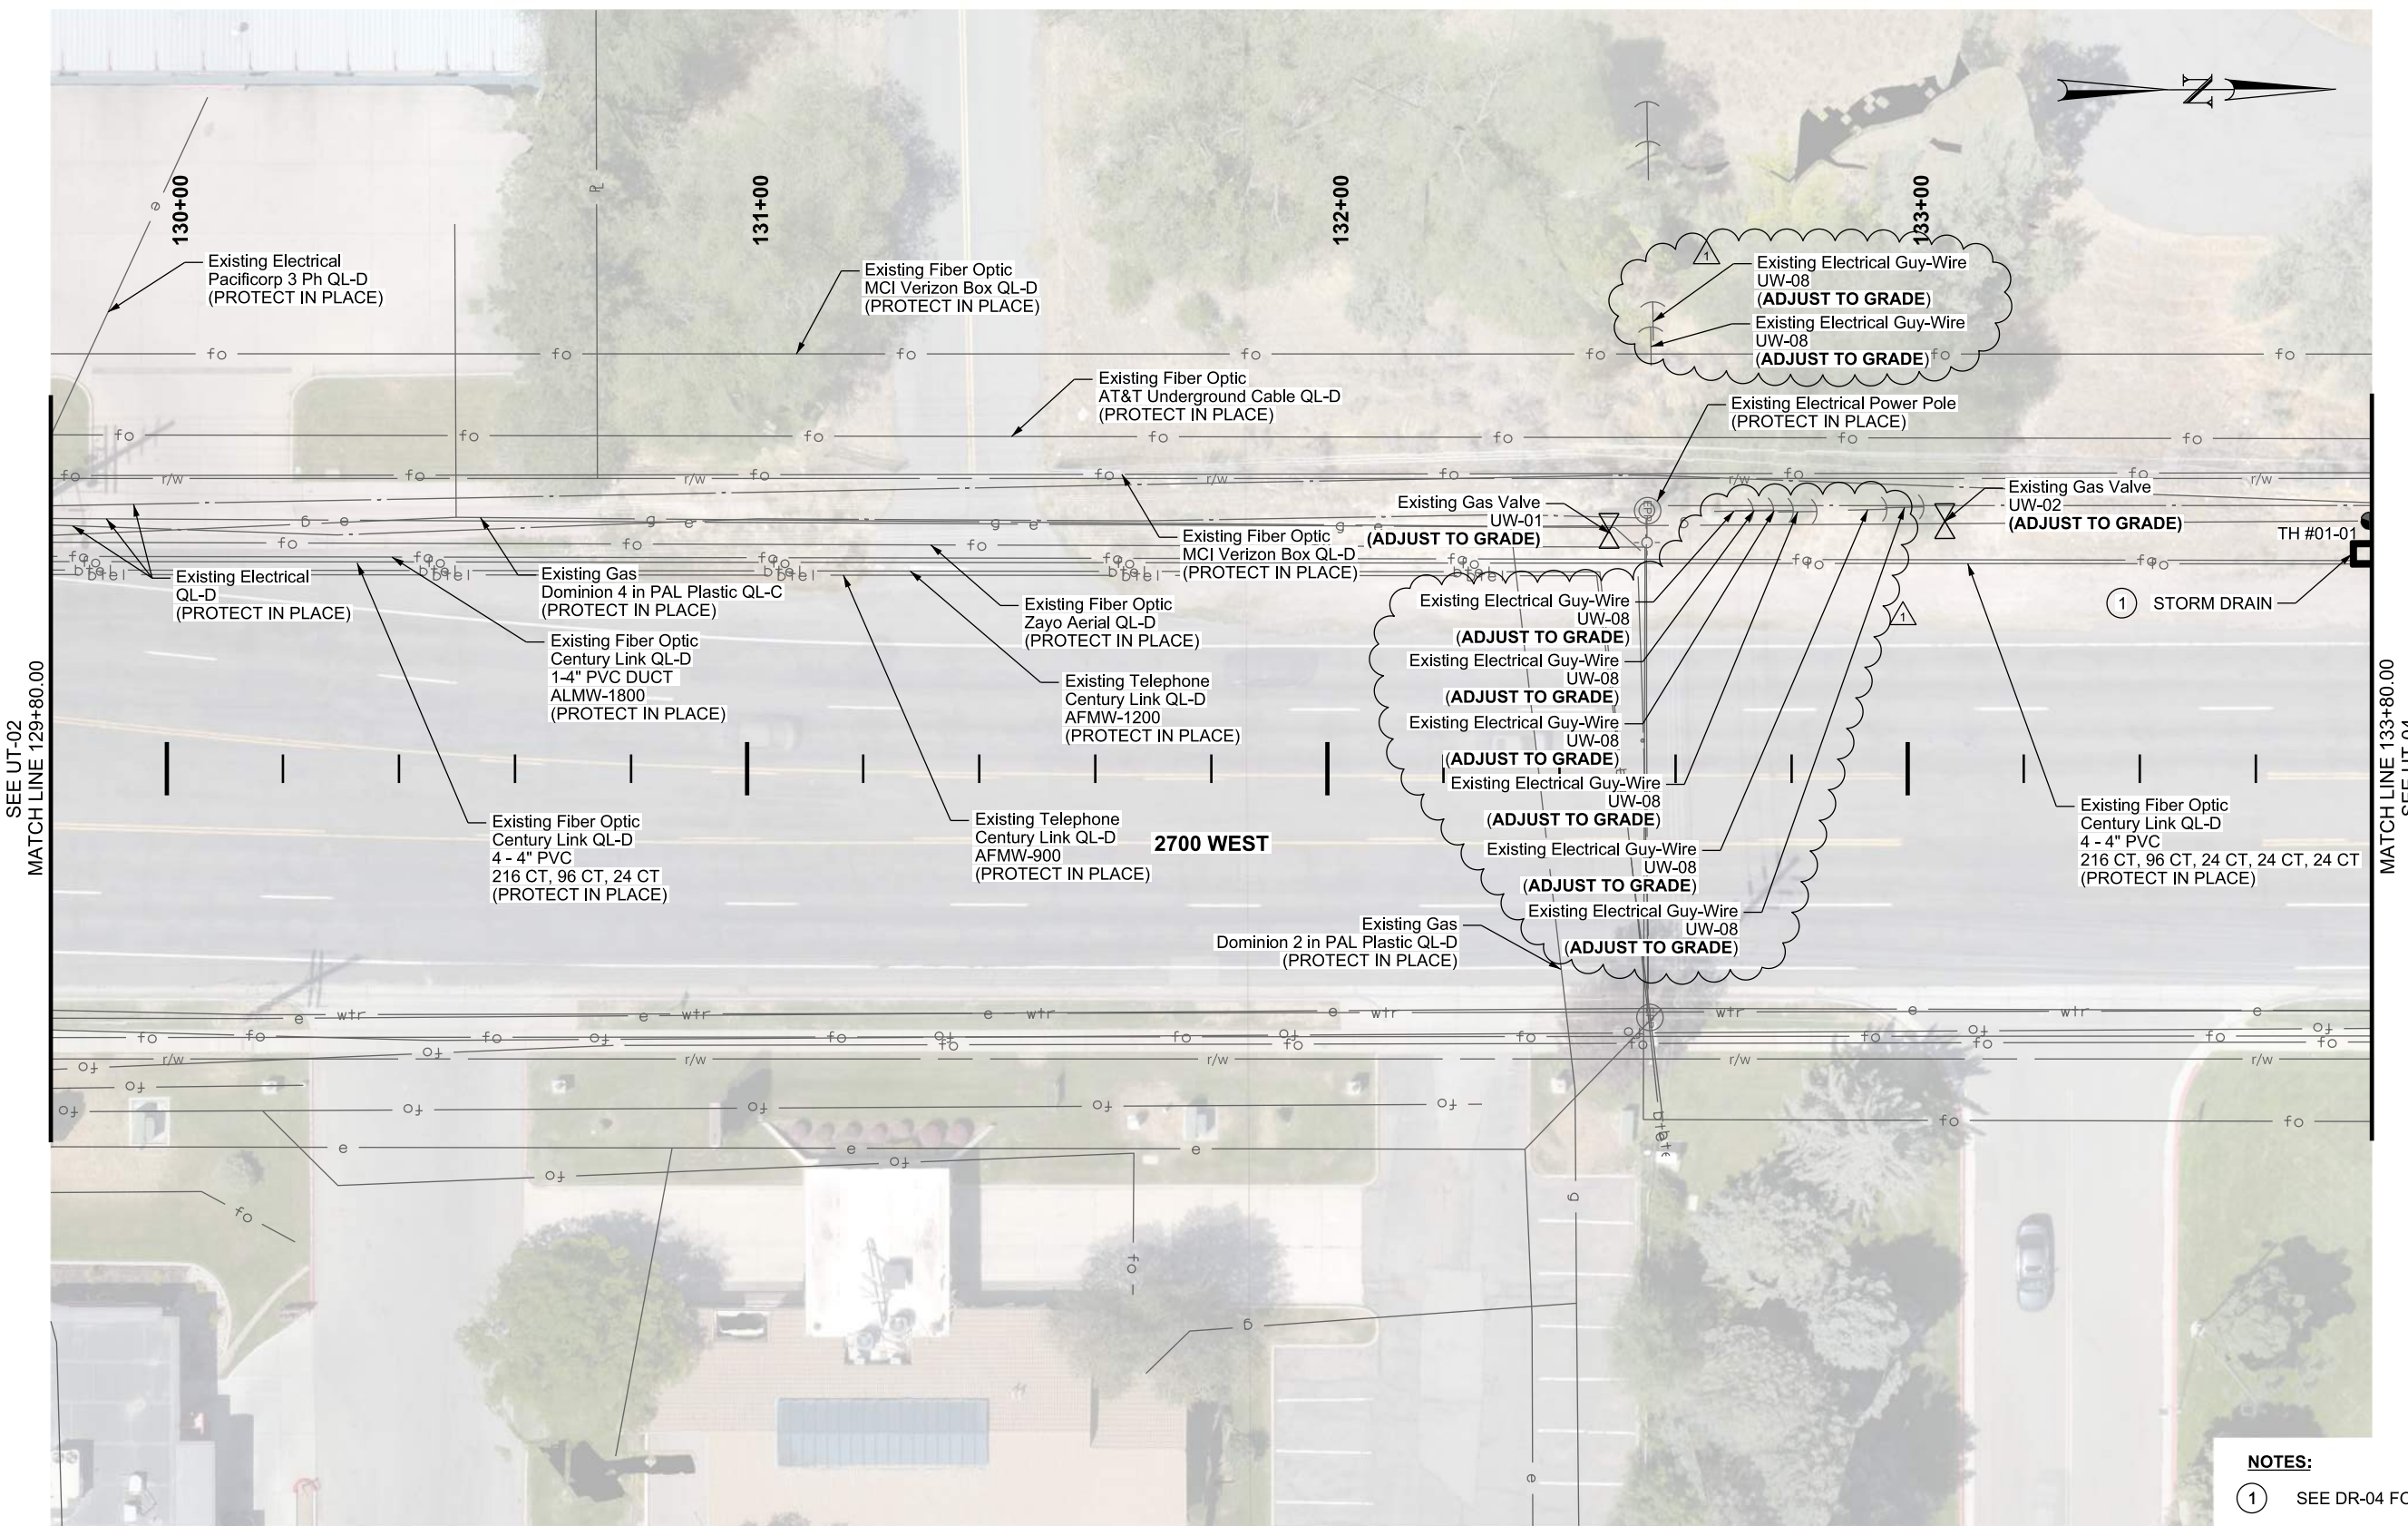 N
130+00
131+00
132+00
133+00
Existing Electrical
Pacificorp 3 Ph QL-D
(PROTECT IN PLACE)
Existing Fiber Optic
MCI Verizon Box QL-D
(PROTECT IN PLACE)
1
Existing Electrical Guy-Wire
UW-08
(ADJUST TO GRADE)
Existing Electrical Guy-Wire
UW-08
(ADJUST TO GRADE)
Existing Fiber Optic
AT&T Underground Cable QL-D
(PROTECT IN PLACE)
Existing Electrical Power Pole
(PROTECT IN PLACE)
Existing Gas Valve
UW-01
(ADJUST TO GRADE)
Existing Gas Valve
UW-02
(ADJUST TO GRADE)
TH #01-01
1 STORM DRAIN
Existing Fiber Optic
MCI Verizon Box QL-D
(PROTECT IN PLACE)
Existing Electrical
QL-D
(PROTECT IN PLACE)
Existing Gas
Dominion 4 in PAL Plastic QL-C
(PROTECT IN PLACE)
Existing Fiber Optic
Zayo Aerial QL-D
(PROTECT IN PLACE)
Existing Fiber Optic
Century Link QL-D
1-4" PVC DUCT
ALMW-1800
(PROTECT IN PLACE)
Existing Telephone
Century Link QL-D
AFMW-1200
(PROTECT IN PLACE)
1
Existing Electrical Guy-Wire
UW-08
(ADJUST TO GRADE)
Existing Electrical Guy-Wire
UW-08
(ADJUST TO GRADE)
Existing Electrical Guy-Wire
UW-08
(ADJUST TO GRADE)
Existing Electrical Guy-Wire
UW-08
(ADJUST TO GRADE)
Existing Electrical Guy-Wire
UW-08
(ADJUST TO GRADE)
Existing Electrical Guy-Wire
UW-08
(ADJUST TO GRADE)
SEE UT-02
MATCH LINE 129+80.00
MATCH LINE 133+80.00
SEE UT-04
Existing Fiber Optic
Century Link QL-D
4 - 4" PVC
216 CT, 96 CT, 24 CT
(PROTECT IN PLACE)
Existing Telephone
Century Link QL-D
AFMW-900
(PROTECT IN PLACE)
2700 WEST
Existing Fiber Optic
Century Link QL-D
4 - 4" PVC
216 CT, 96 CT, 24 CT, 24 CT, 24 CT
(PROTECT IN PLACE)
Existing Gas
Dominion 2 in PAL Plastic QL-D
(PROTECT IN PLACE)
NOTES:
1 SEE DR-04